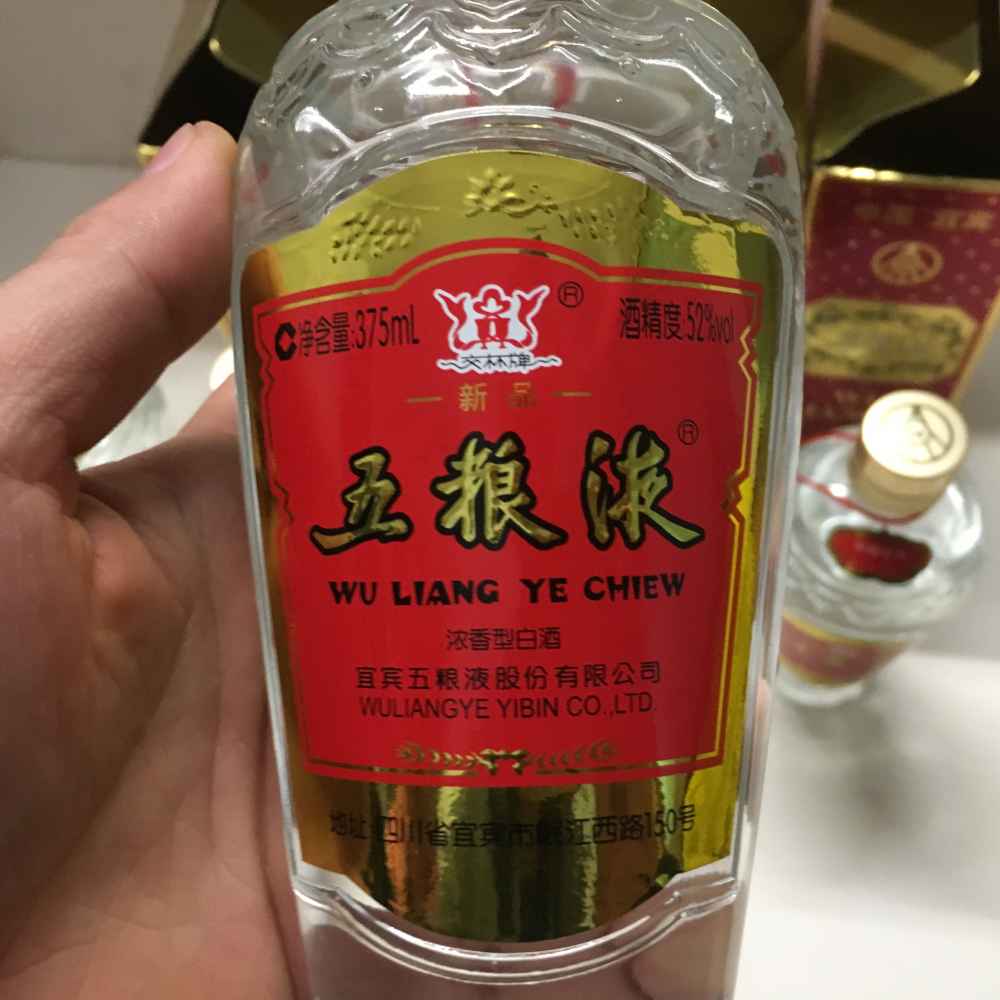 净含量:375mL
酒精度:52%vol
®
交杯牌
新品
五粮液®
WU LIANG YE CHIEW
浓香型白酒
宜宾五粮液股份有限公司
WULIANGYE YIBIN CO.,LTD.
地址:四川省宜宾市岷江西路150号